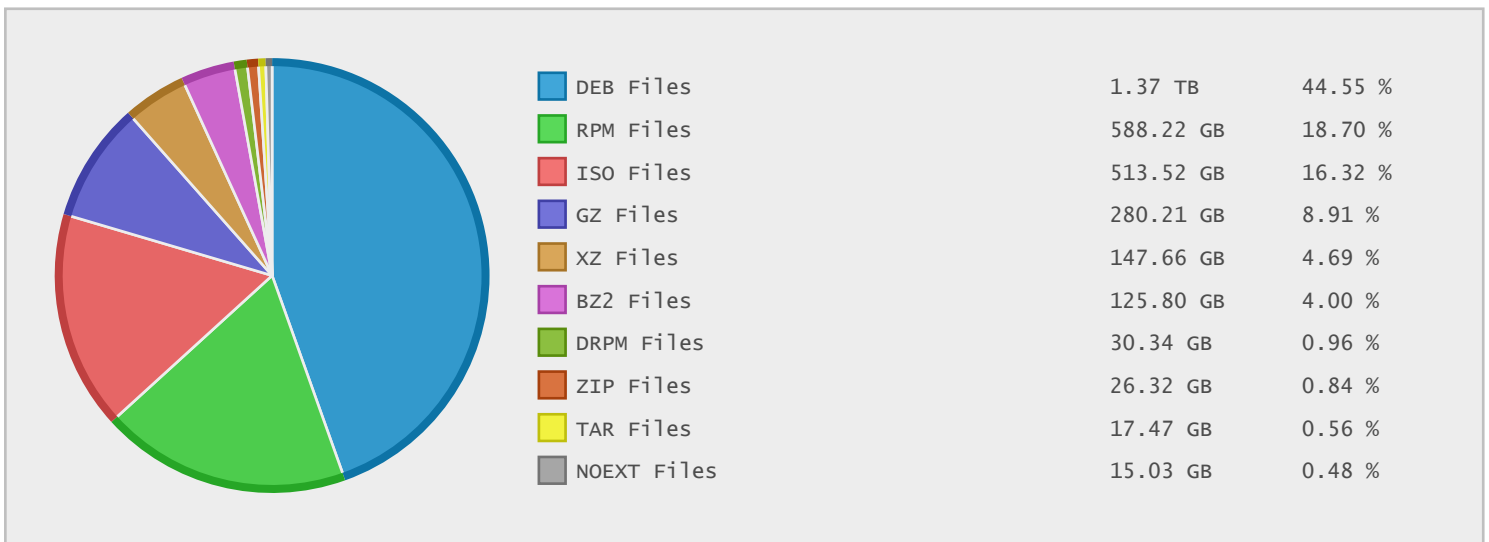 DEB Files 1.37 TB 44.55 %
RPM Files 588.22 GB 18.70 %
ISO Files 513.52 GB 16.32 %
GZ Files 280.21 GB 8.91 %
XZ Files 147.66 GB 4.69 %
BZ2 Files 125.80 GB 4.00 %
DRPM Files 30.34 GB 0.96 %
ZIP Files 26.32 GB 0.84 %
TAR Files 17.47 GB 0.56 %
NOEXT Files 15.03 GB 0.48 %